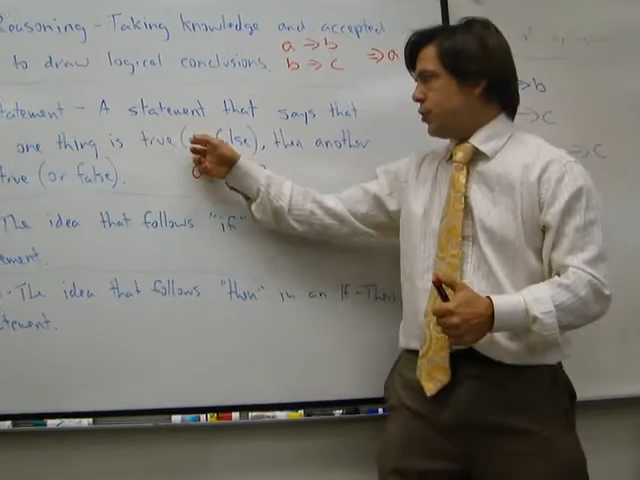 Reasoning - Taking knowledge and accepted
a ⇒ b
to draw logical conclusions.
b ⇒ c
⇒ a
tatement - A statement that says that
one thing is true (or false), then another
true (or false).
The idea that follows "if"
ement.
- The idea that follows "then" in an If-Then
atement.
⇒ b
⇒ c
⇒ c